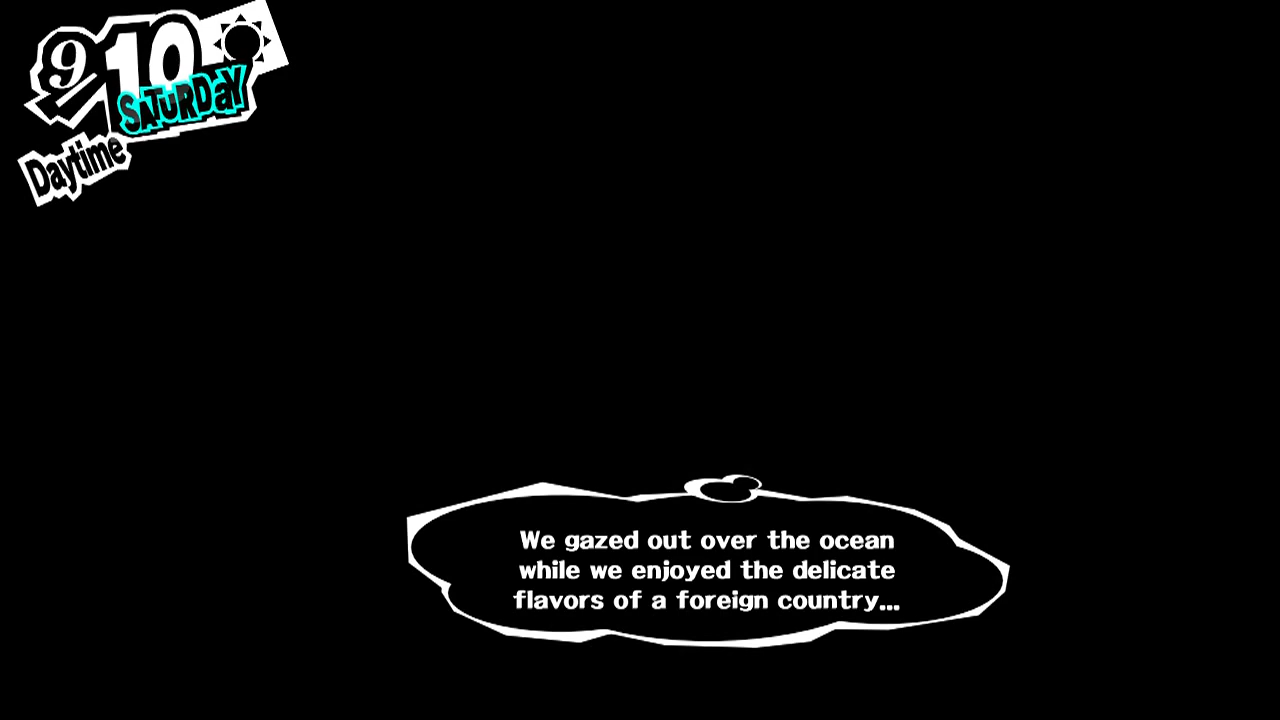 9/10
SATURDAY
Daytime
We gazed out over the ocean
while we enjoyed the delicate
flavors of a foreign country...